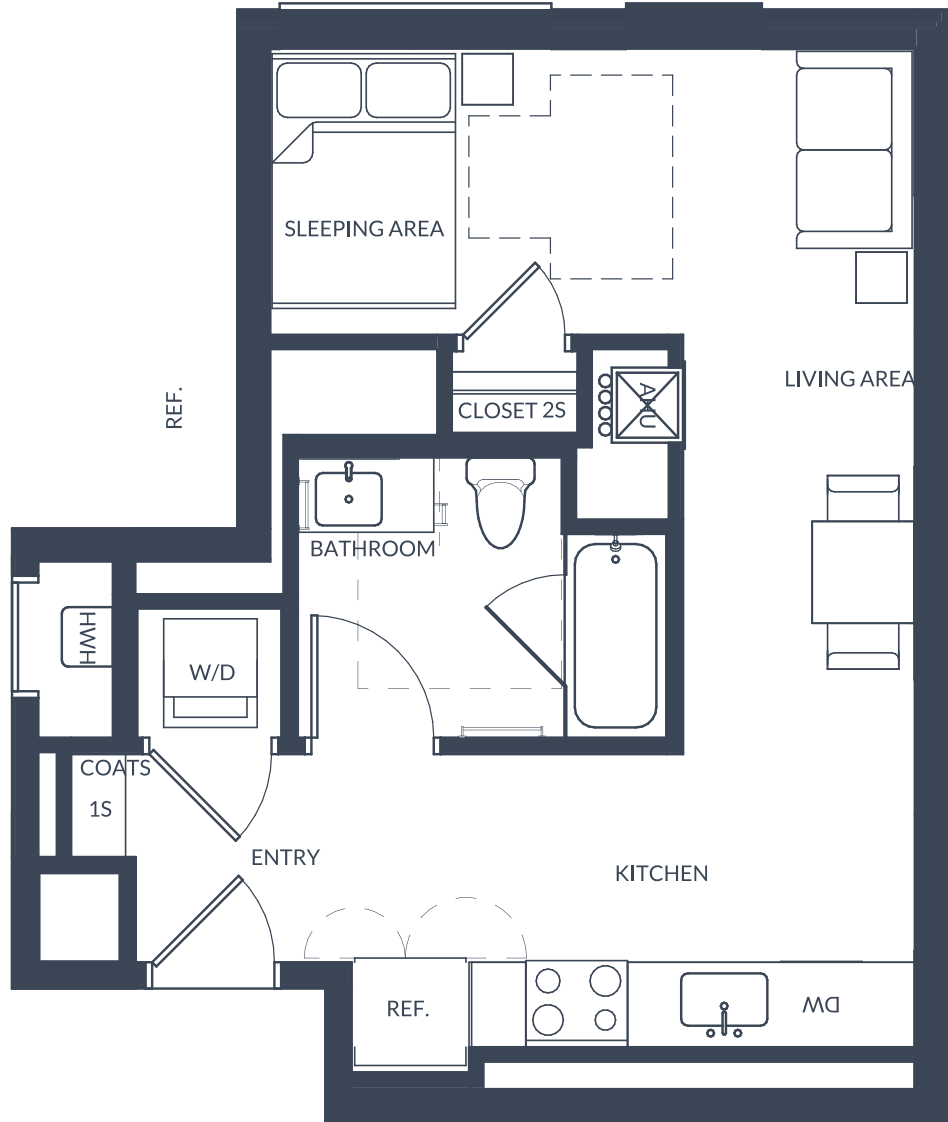 SLEEPING AREA
LIVING AREA
REF.
CLOSET 2S
AHU
BATHROOM
HWH
W/D
COATS
1S
ENTRY
KITCHEN
REF.
DW